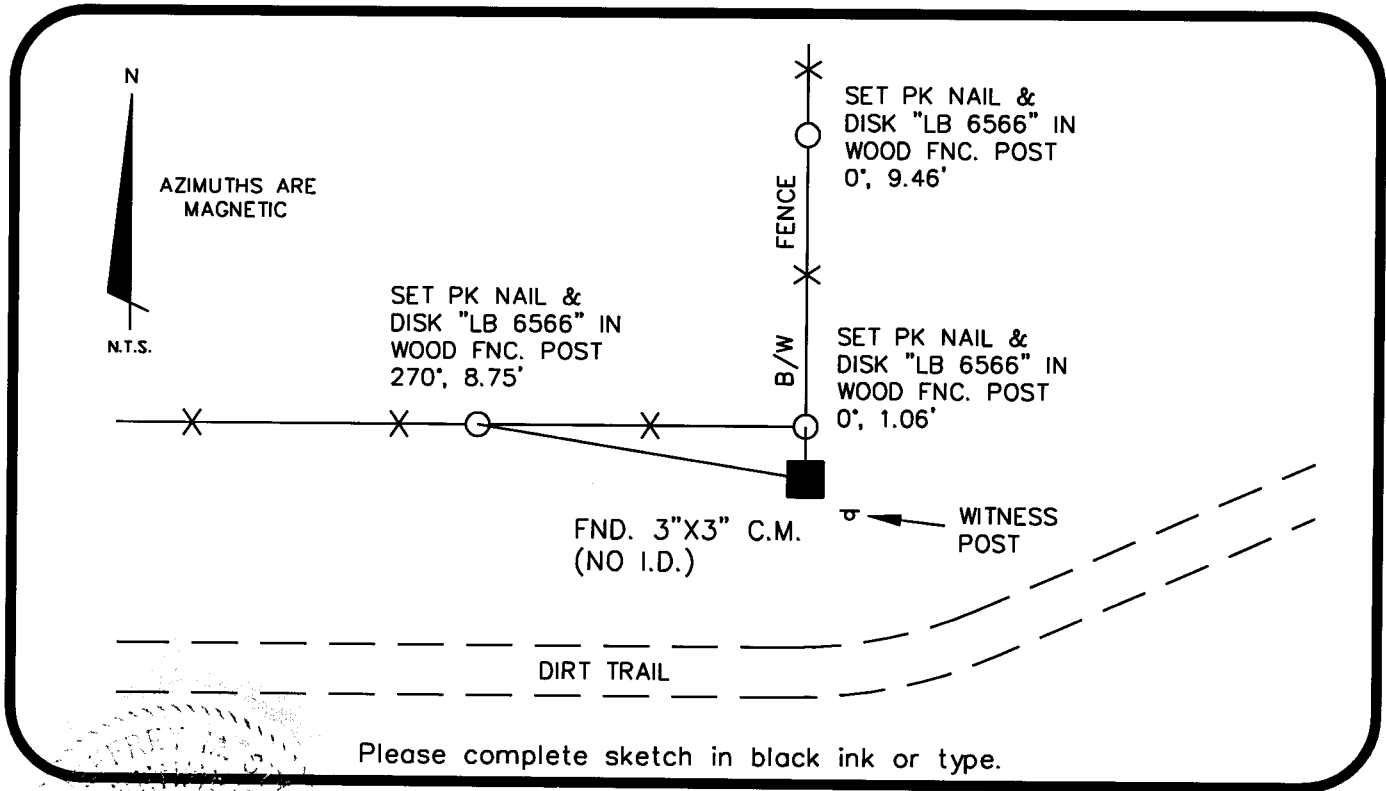 N
AZIMUTHS ARE
MAGNETIC
N.T.S.
SET PK NAIL &
DISK "LB 6566" IN
WOOD FNC. POST
0°, 9.46'
FENCE
B/W
SET PK NAIL &
DISK "LB 6566" IN
WOOD FNC. POST
270°, 8.75'
SET PK NAIL &
DISK "LB 6566" IN
WOOD FNC. POST
0°, 1.06'
FND. 3"X3" C.M.
(NO I.D.)
WITNESS
POST
DIRT TRAIL
Please complete sketch in black ink or type.